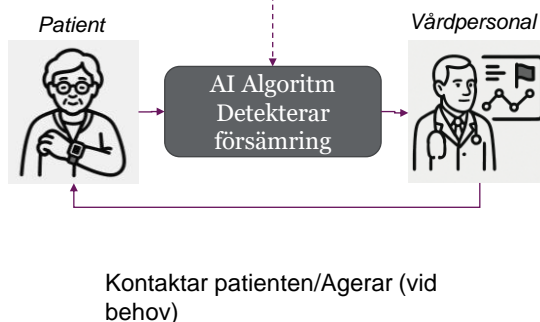 Patient
Vårdpersonal
AI Algoritm
Detekterar
försämring
Kontaktar patienten/Agerar (vid
behov)